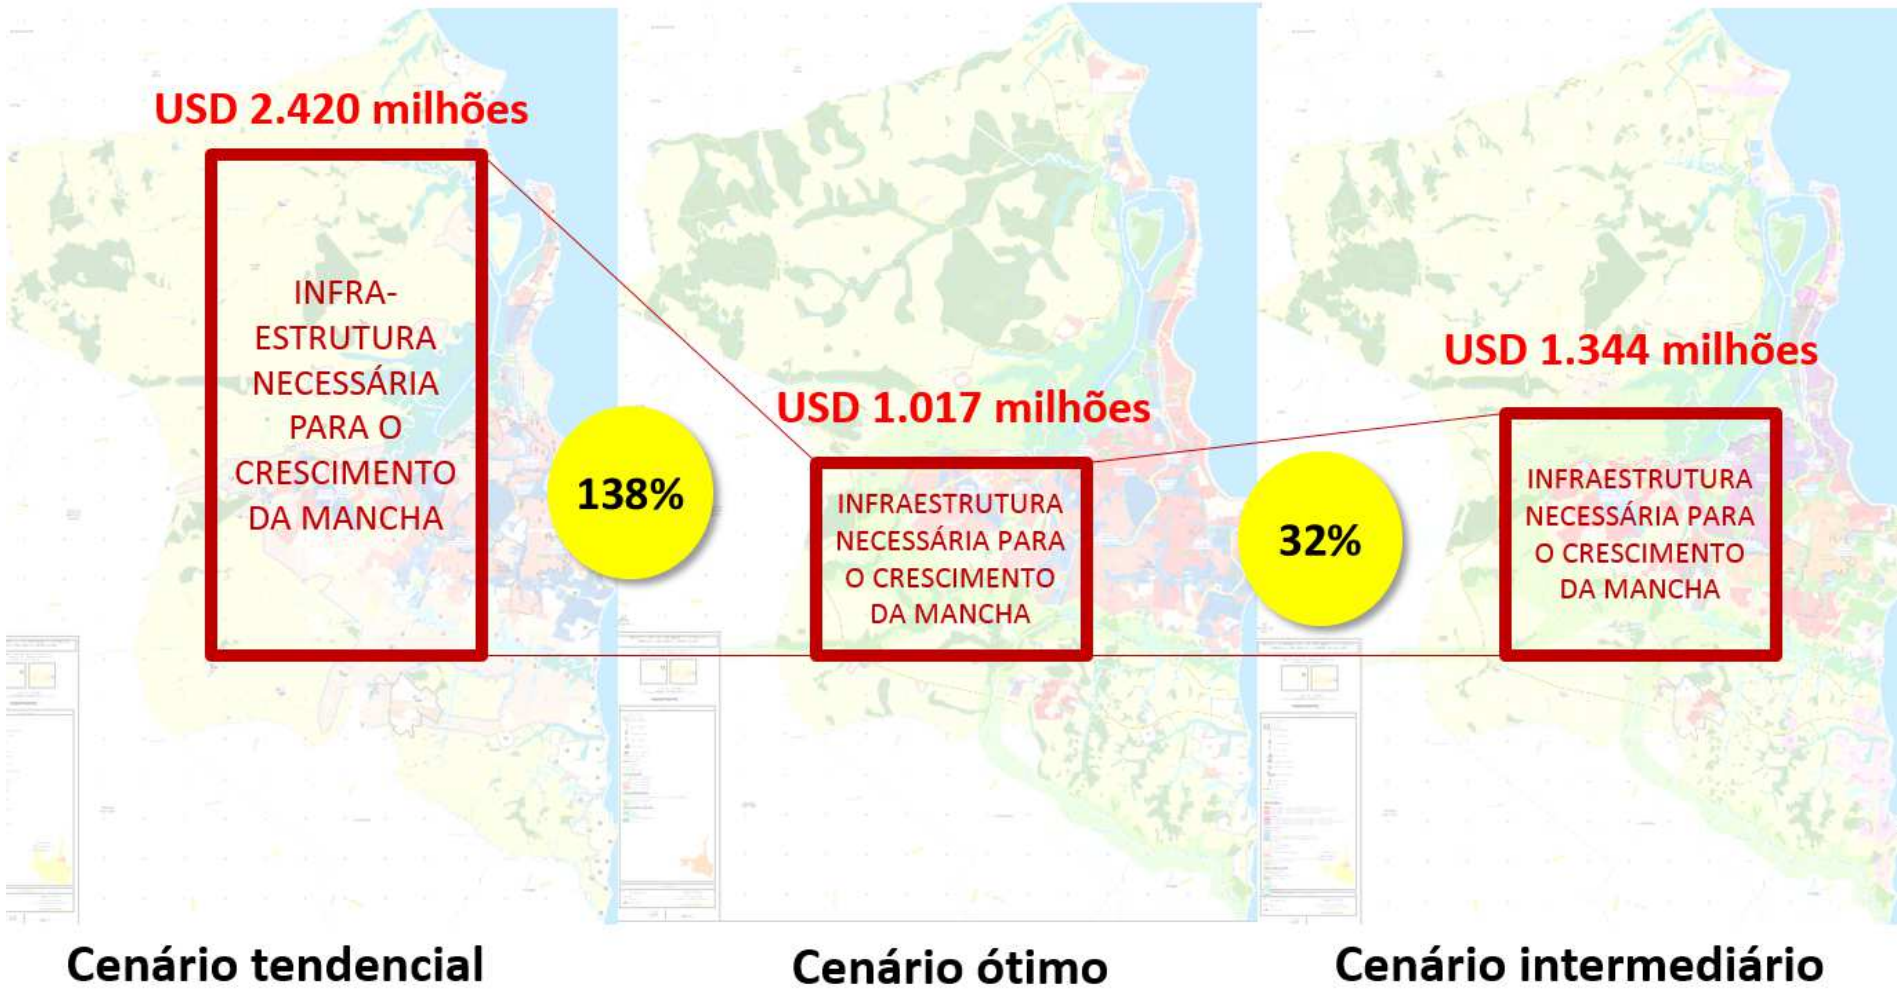 USD 2.420 milhões
INFRA-
ESTRUTURA
NECESSÁRIA
PARA O
CRESCIMENTO
DA MANCHA
138%
USD 1.017 milhões
INFRAESTRUTURA
NECESSÁRIA PARA
O CRESCIMENTO
DA MANCHA
32%
USD 1.344 milhões
INFRAESTRUTURA
NECESSÁRIA PARA
O CRESCIMENTO
DA MANCHA
Cenário tendencial
Cenário ótimo
Cenário intermediário